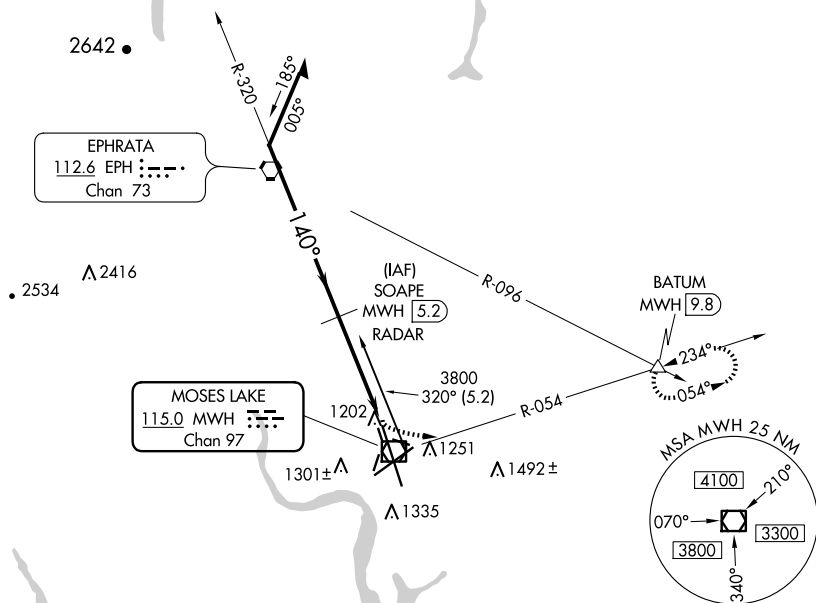 2642
R-320
185°
005°
EPHRATA
112.6 EPH
Chan 73
140°
2416
2534
(IAF)
SOAPE
MWH 5.2
RADAR
R-096
BATUM
MWH 9.8
234°
054°
3800
320° (5.2)
R-054
MOSES LAKE
115.0 MWH
Chan 97
1202
1251
1301±
1492±
1335
MSA MWH 25 NM
4100
210°
070°
3300
3800
340°